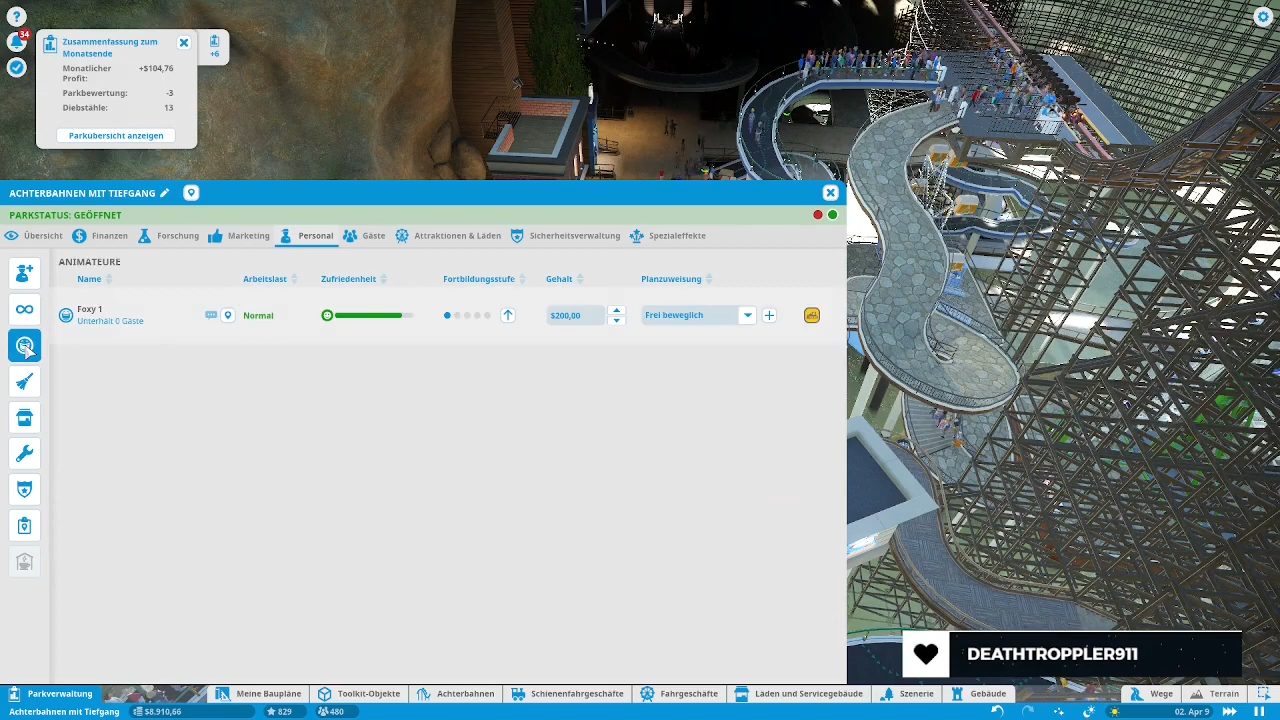 ?
34
Zusammenfassung zum
Monatsende
+6
Monatlicher
Profit:
+$104,76
Parkbewertung:
-3
Diebstähle:
13
Parkübersicht anzeigen
ACHTERBAHNEN MIT TIEFGANG
PARKSTATUS: GEÖFFNET
Übersicht
Finanzen
Forschung
Marketing
Personal
Gäste
Attraktionen & Läden
Sicherheitsverwaltung
Spezialeffekte
ANIMATEURE
Name
Arbeitslast
Zufriedenheit
Fortbildungsstufe
Gehalt
Planzuweisung
Foxy 1
Unterhält 0 Gäste
Normal
$200,00
Frei beweglich
DEATHTROPPLER911
Parkverwaltung
Meine Baupläne
Toolkit-Objekte
Achterbahnen
Schienenfahrgeschäfte
Fahrgeschäfte
Läden und Servicegebäude
Szenerie
Gebäude
Wege
Terrain
Achterbahnen mit Tiefgang
$8.910,66
829
480
02. Apr 9